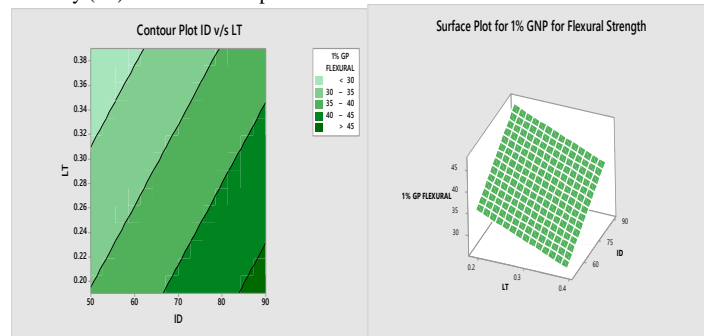 Contour Plot ID v/s LT
0.38
0.36
0.34
0.32
0.30
0.28
0.26
0.24
0.22
0.20
LT
50 60 70 80 90
ID
1% GP
FLEXURAL
< 30
30 – 35
35 – 40
40 – 45
> 45
Surface Plot for 1% GNP for Flexural Strength
1% GP FLEXURAL
45
40
35
30
0.2
0.3
0.4
LT
60
75
90
ID